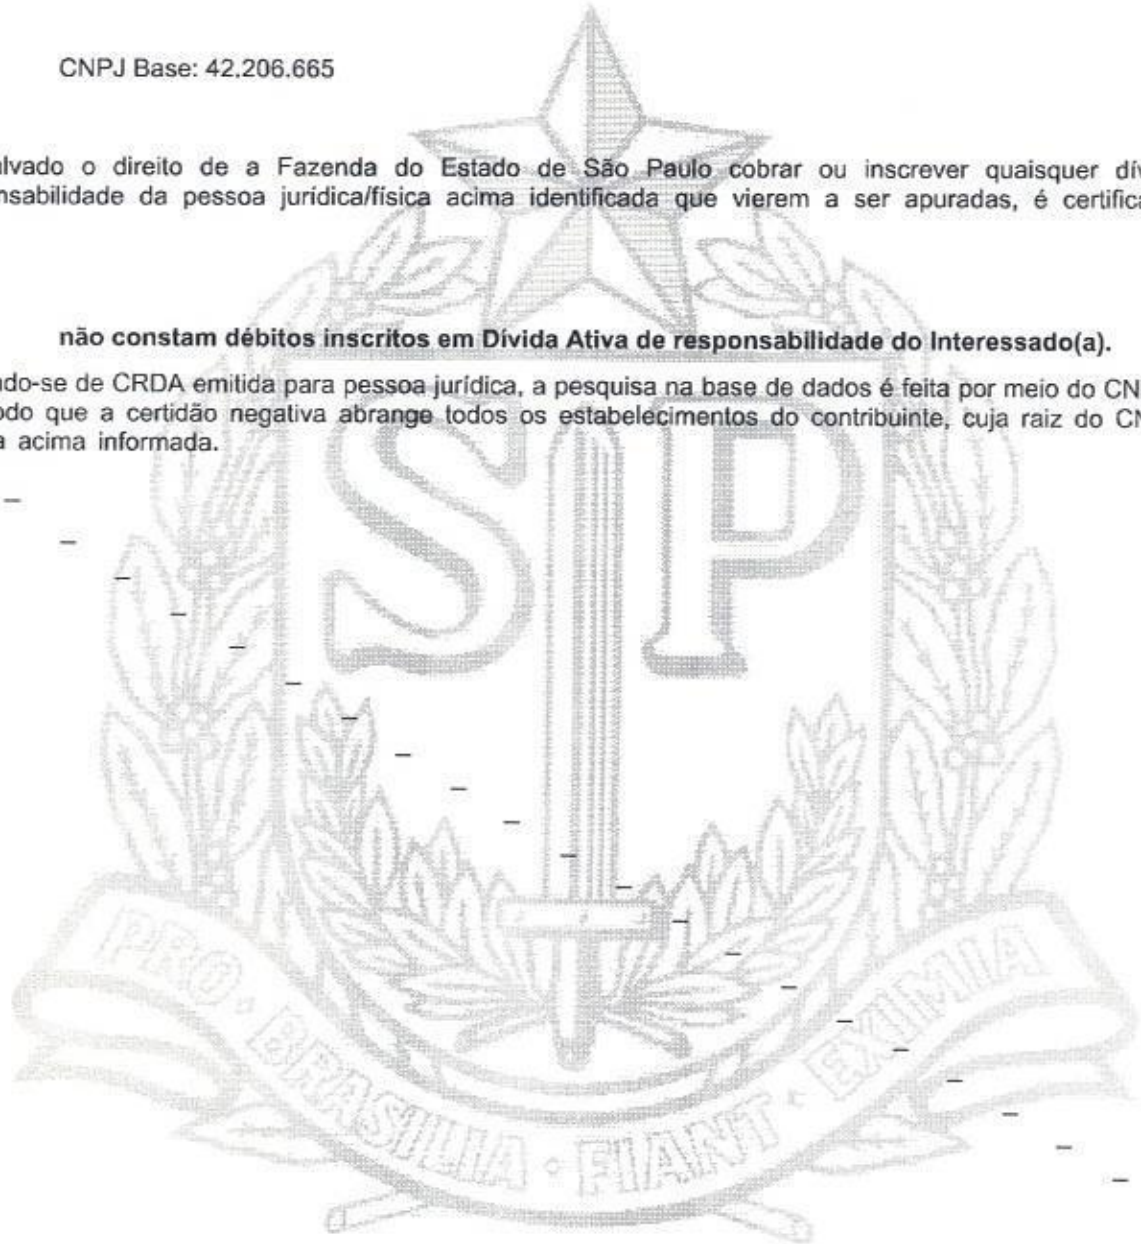 CNPJ Base: 42.206.665
lvado o direito de a Fazenda do Estado de São Paulo cobrar ou inscrever quaisquer dív
nsabilidade da pessoa jurídica/física acima identificada que vierem a ser apuradas, é certifica
não constam débitos inscritos em Dívida Ativa de responsabilidade do Interessado(a).
do-se de CRDA emitida para pessoa jurídica, a pesquisa na base de dados é feita por meio do CN
odo que a certidão negativa abrange todos os estabelecimentos do contribuinte, cuja raiz do CN
a acima informada.
SP
PRO · BRASILIA · FIANT · EXIMIA